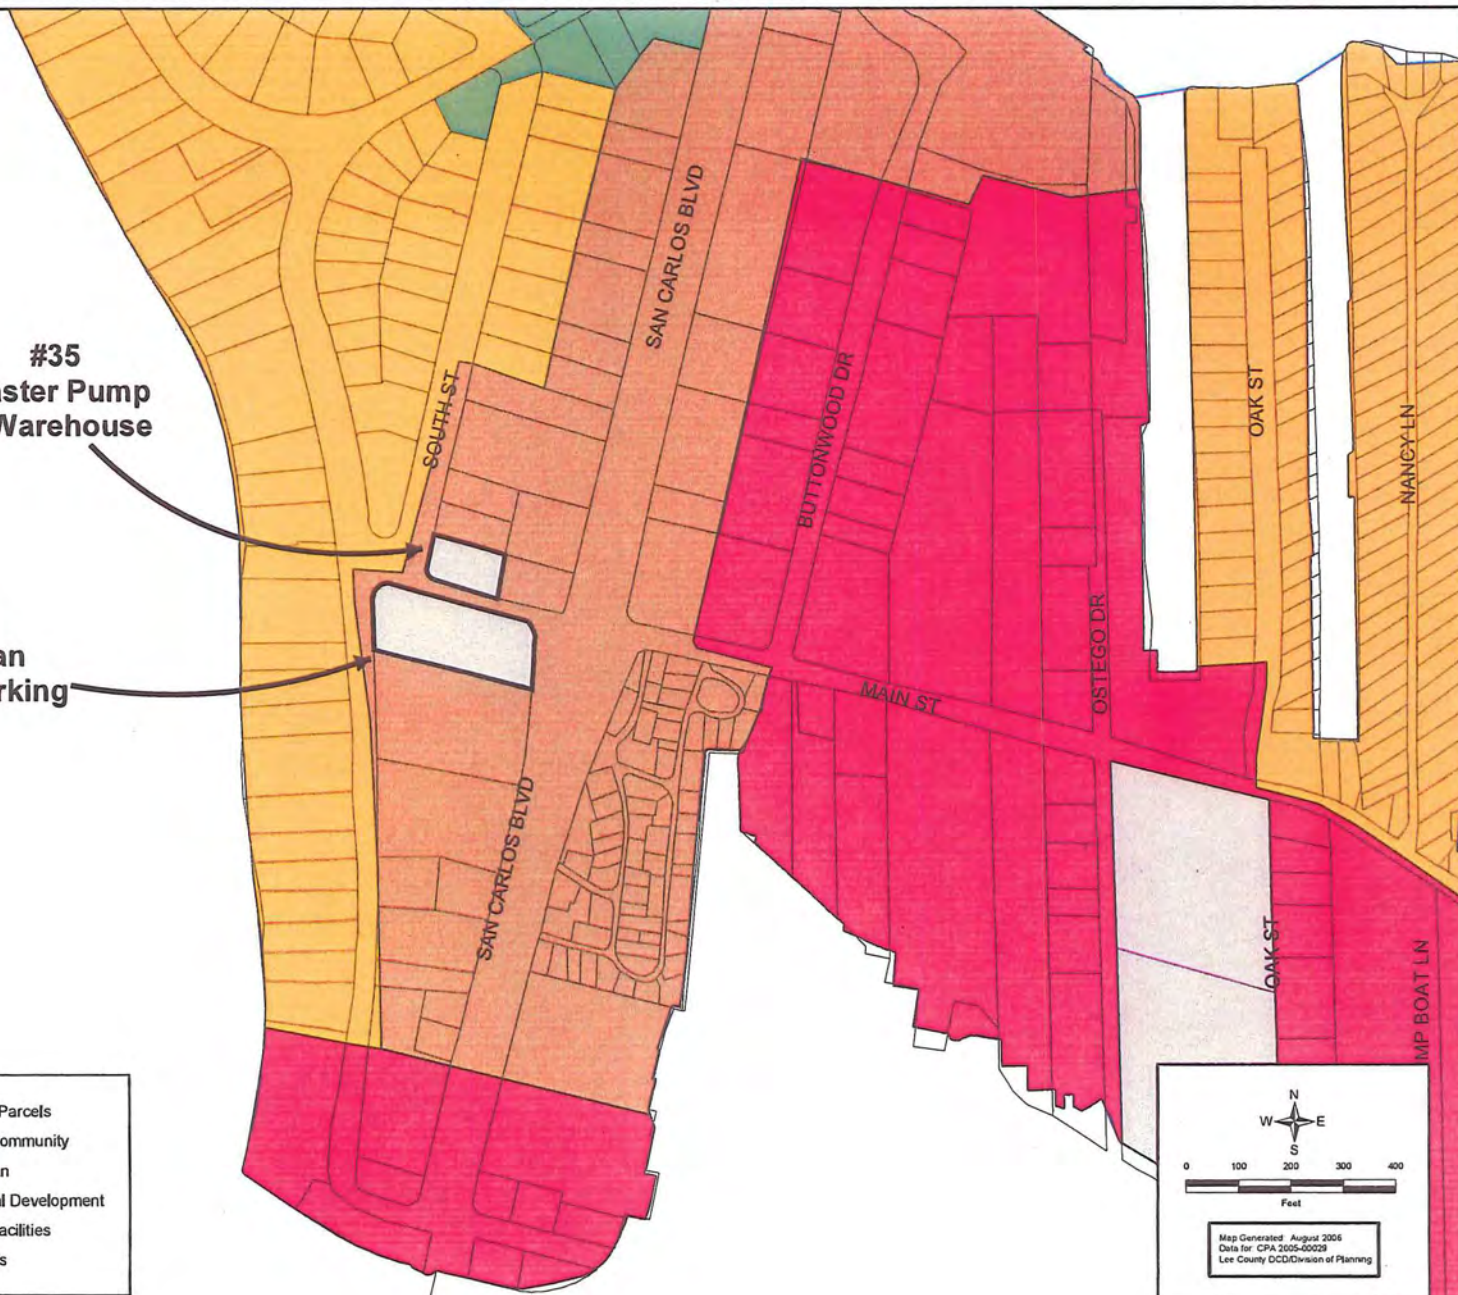 #35
aster Pump
Warehouse
an
rking
SOUTH ST
SAN CARLOS BLVD
SAN CARLOS BLVD
BUTTONWOOD DR
MAIN ST
OSTEGO DR
OAK ST
NANCY LN
OAK ST
MP BOAT LN
Parcels
ommunity
n
l Development
acilities
s
N
W E
S
0 100 200 300 400
Feet
Map Generated: August 2006
Data for: CPA 2005-00029
Lee County DCD/Division of Planning